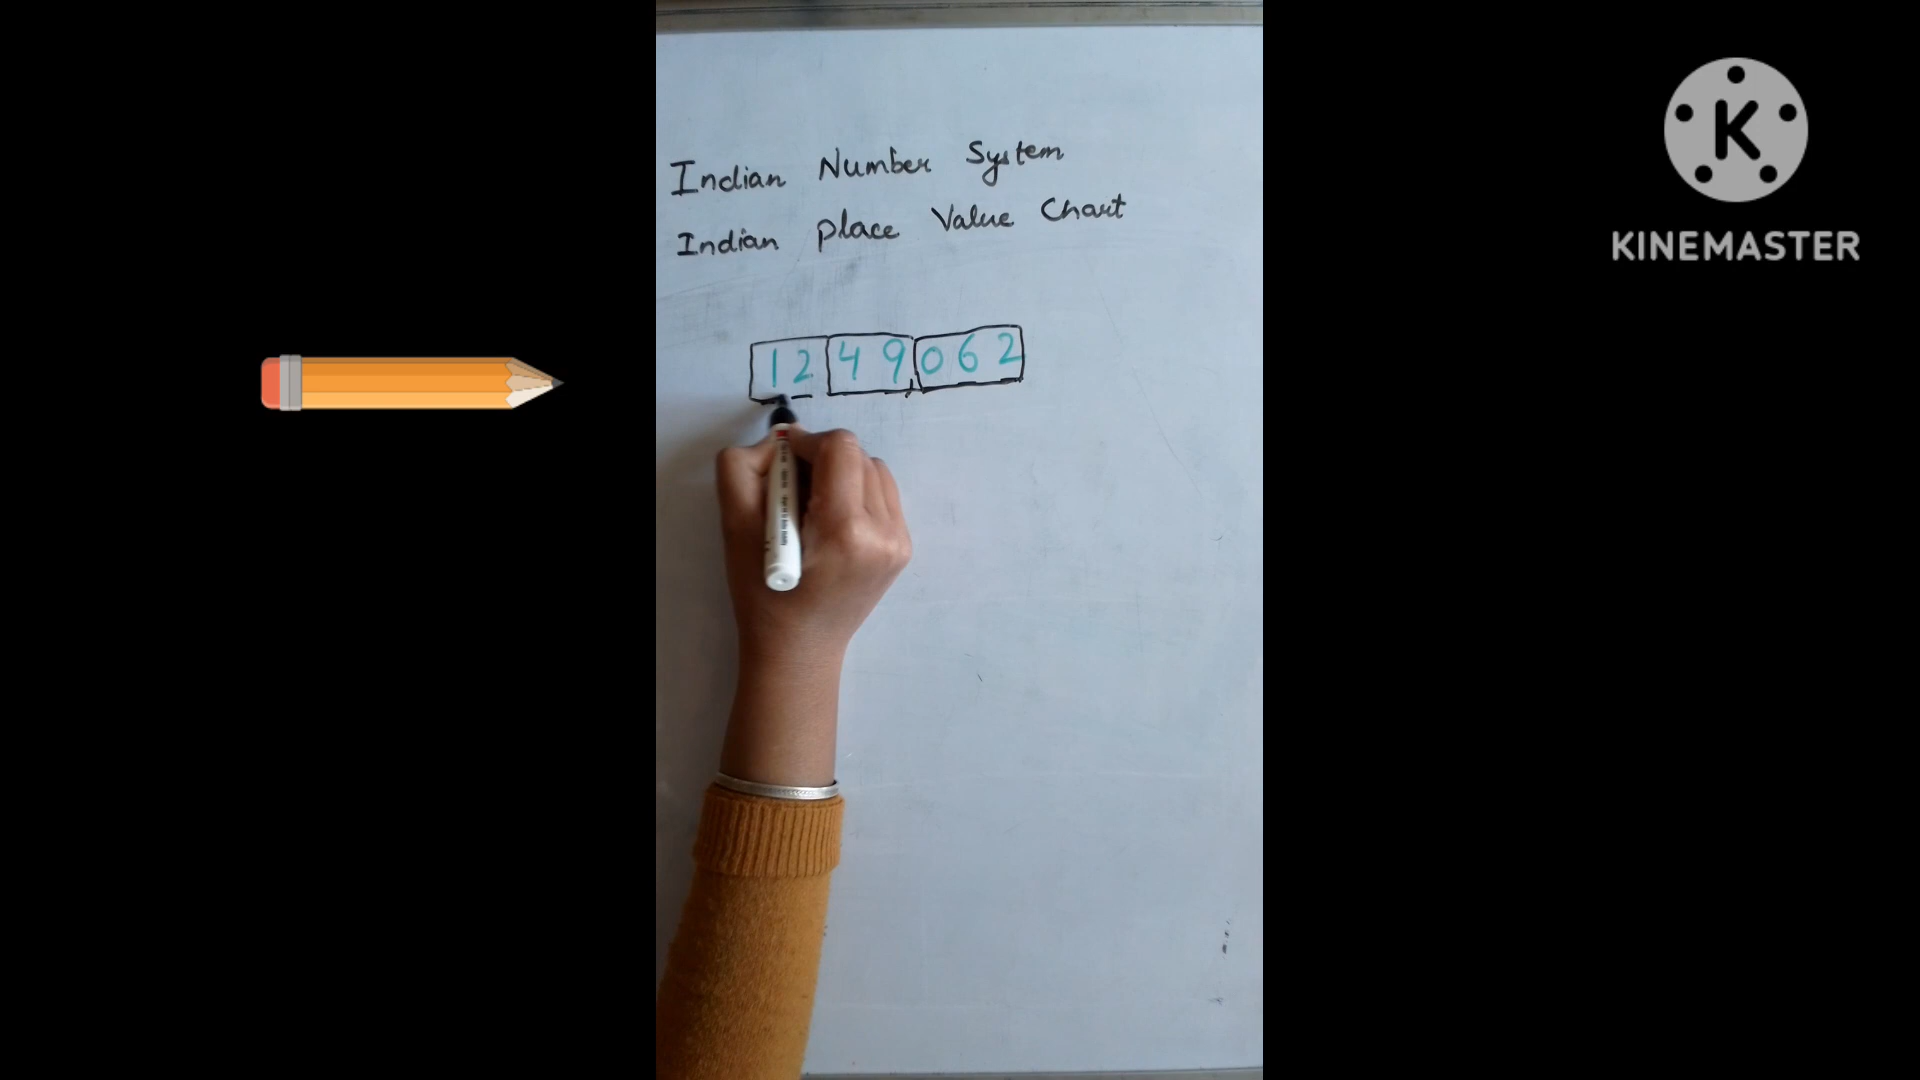 Indian Number System
Indian place Value Chart
12 49,062
K
KINEMASTER